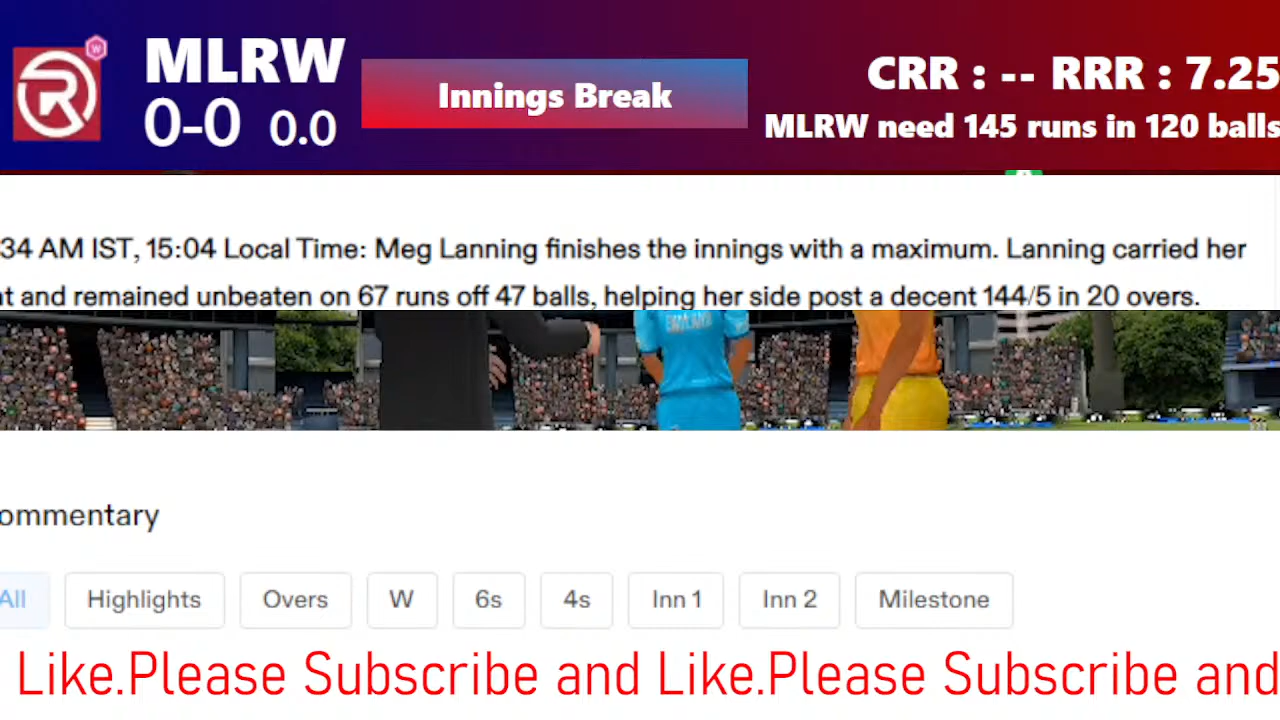 MLRW
0-0 0.0
W
R
Innings Break
CRR : -- RRR : 7.25
MLRW need 145 runs in 120 balls
34 AM IST, 15:04 Local Time: Meg Lanning finishes the innings with a maximum. Lanning carried her
t and remained unbeaten on 67 runs off 47 balls, helping her side post a decent 144/5 in 20 overs.
ommentary
All Highlights Overs W 6s 4s Inn 1 Inn 2 Milestone
Like.Please Subscribe and Like.Please Subscribe and